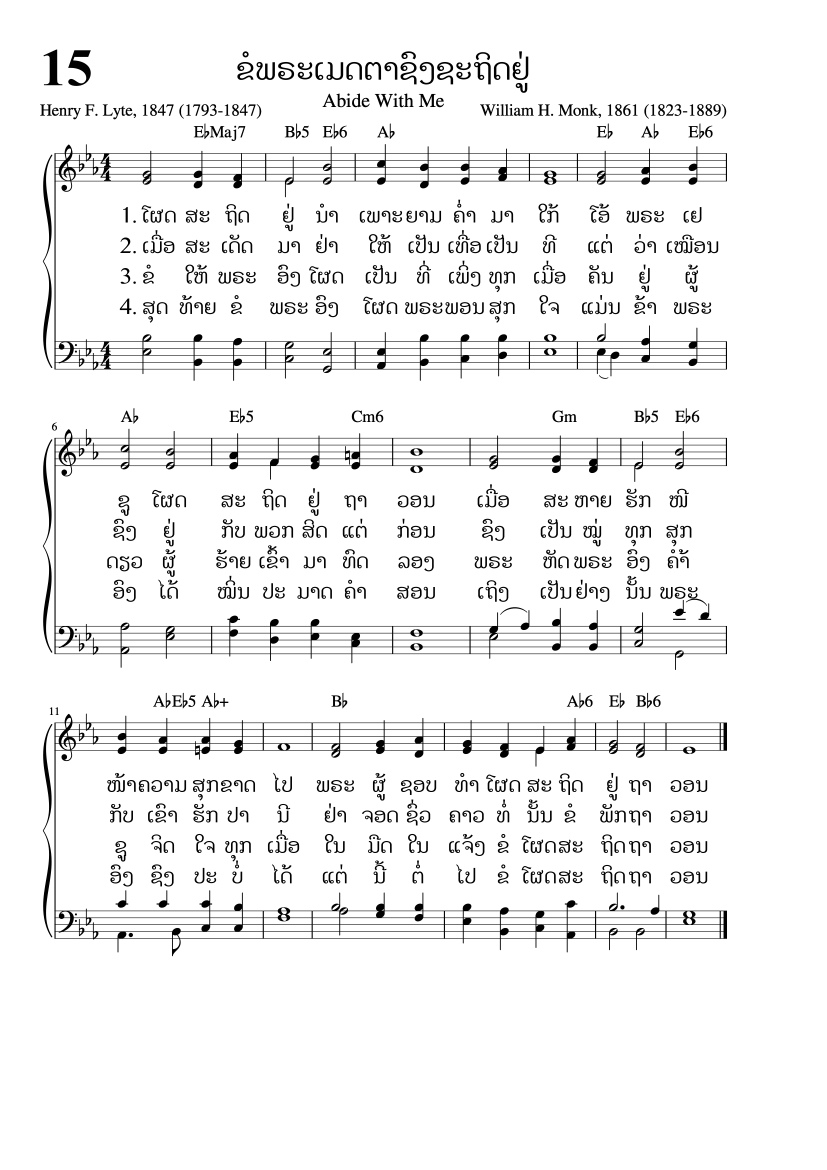 15
ຂໍພຣະເມດຕາຊົງຊະຖິດຢູ່
Abide With Me
Henry F. Lyte, 1847 (1793-1847)
William H. Monk, 1861 (1823-1889)
E♭Maj7 B♭5 E♭6 A♭ E♭ A♭ E♭6
1. ໂຜດ ສະ ຖິດ ຢູ່ ນຳ ເພາະ ຍາມ ຄ່ຳ ມາ ໃກ້ ໂອ້ ພຣະ ເຢ
2. ເມື່ອ ສະ ເດັດ ມາ ຢ່າ ໃຫ້ ເປັນ ເທື່ອ ເປັນ ທີ ແຕ່ ວ່າ ເໝືອນ
3. ຂໍ ໃຫ້ ພຣະ ອົງ ໂຜດ ເປັນ ທີ່ ເພິ່ງ ທຸກ ເມື່ອ ຄັນ ຢູ່ ຜູ້
4. ສຸດ ທ້າຍ ຂໍ ພຣະ ອົງ ໂຜດ ພຣະ ພອນ ສຸກ ໃຈ ແມ່ນ ຂ້າ ພຣະ
6
A♭ E♭5 Cm6 Gm B♭5 E♭6
ຊູ ໂຜດ ສະ ຖິດ ຢູ່ ຖາ ວອນ ເມື່ອ ສະ ຫາຍ ຮັກ ໜີ
ຊົງ ຢູ່ ກັບ ພວກ ສິດ ແຕ່ ກ່ອນ ຊົງ ເປັນ ໝູ່ ທຸກ ສຸກ
ດຽວ ຜູ້ ຮ້າຍ ເຂົ້າ ມາ ທົດ ລອງ ພຣະ ຫັດ ພຣະ ອົງ ຄ້ຳ
ອົງ ໄດ້ ໝິ່ນ ປະ ມາດ ຄຳ ສອນ ເຖິງ ເປັນ ຢ່າງ ນັ້ນ ພຣະ
11
A♭ E♭5 A♭+ B♭ A♭6 E♭ B♭6
ໜ້າ ຄວາມ ສຸກ ຂາດ ໄປ ພຣະ ຜູ້ ຊອບ ທຳ ໂຜດ ສະ ຖິດ ຢູ່ ຖາ ວອນ
ກັບ ເຂົາ ຮັກ ປາ ນີ ຢ່າ ຈອດ ຊົ່ວ ຄາວ ທໍ່ ນັ້ນ ຂໍ ພັກ ຖາ ວອນ
ຊູ ຈິດ ໃຈ ທຸກ ເມື່ອ ໃນ ມືດ ໃນ ແຈ້ງ ຂໍ ໂຜດ ສະ ຖິດ ຖາ ວອນ
ອົງ ຊົງ ປະ ບໍ່ ໄດ້ ແຕ່ ນີ້ ຕໍ່ ໄປ ຂໍ ໂຜດ ສະ ຖິດ ຖາ ວອນ